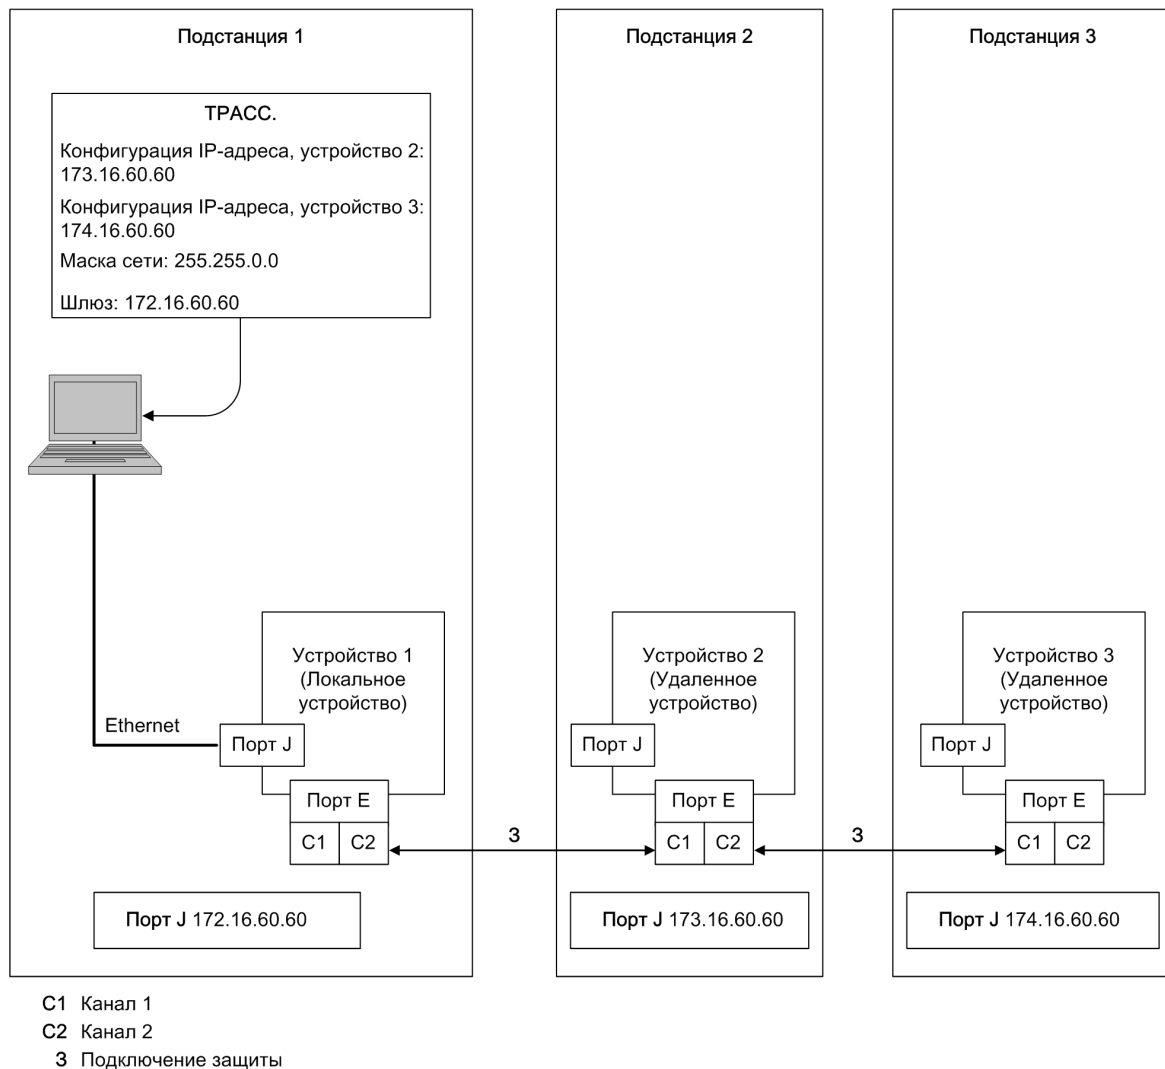 Подстанция 1
Подстанция 2
Подстанция 3
ТРАСС.
Конфигурация IP-адреса, устройство 2:
173.16.60.60
Конфигурация IP-адреса, устройство 3:
174.16.60.60
Маска сети: 255.255.0.0
Шлюз: 172.16.60.60
Ethernet
Устройство 1
(Локальное
устройство)
Порт J
Порт E
C1 C2
Устройство 2
(Удаленное
устройство)
Порт J
Порт E
C1 C2
Устройство 3
(Удаленное
устройство)
Порт J
Порт E
C1 C2
З
З
Порт J 172.16.60.60
Порт J 173.16.60.60
Порт J 174.16.60.60
C1 Канал 1
C2 Канал 2
З Подключение защиты